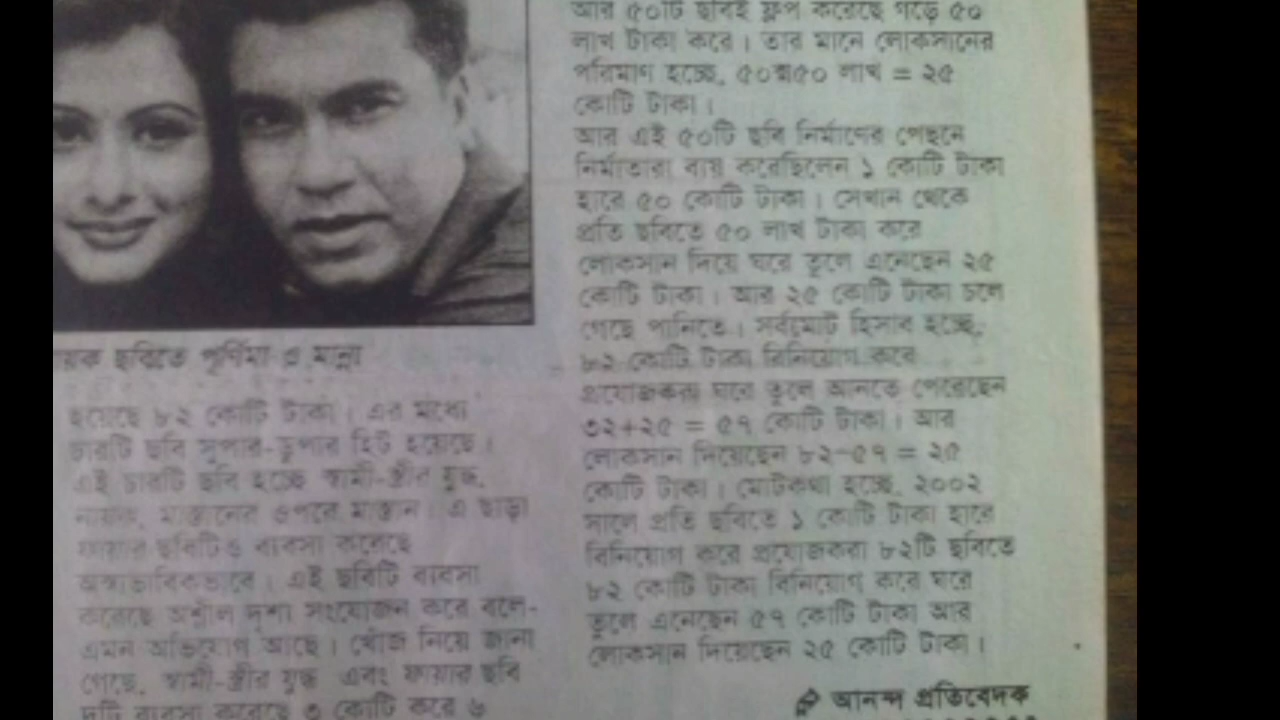 য়ক ছবিতে পূর্ণিমা ও মান্না
হয়েছে ৮২ কোটি টাকা। এর মধ্যে
চারটি ছবি সুপার-ডুপার হিট হয়েছে।
এই চারটি ছবি হচ্ছে স্বামী-স্ত্রীর যুদ্ধ,
নায়ক, মাস্তানের ওপরে মাস্তান। এ ছাড়া
ফায়ার ছবিটিও ব্যবসা করেছে
অস্বাভাবিকভাবে। এই ছবিটি ব্যবসা
করেছে অশ্লীল দৃশ্য সংযোজন করে বলে-
এমন অভিযোগ আছে। খোঁজ নিয়ে জানা
গেছে, স্বামী-স্ত্রীর যুদ্ধ এবং ফায়ার ছবি
দুটি ব্যবসা করেছে ৩ কোটি করে ৬
আর ৫০টি ছবিই ফ্লপ করেছে গড়ে ৫০
লাখ টাকা করে। তার মানে লোকসানের
পরিমাণ হচ্ছে, ৫০×৫০ লাখ = ২৫
কোটি টাকা।
আর এই ৫০টি ছবি নির্মাণের পেছনে
নির্মাতারা ব্যয় করেছিলেন ১ কোটি টাকা
হারে ৫০ কোটি টাকা। সেখান থেকে
প্রতি ছবিতে ৫০ লাখ টাকা করে
লোকসান দিয়ে ঘরে তুলে এনেছেন ২৫
কোটি টাকা। আর ২৫ কোটি টাকা চলে
গেছে পানিতে। সর্বমোট হিসাব হচ্ছে,
৮২ কোটি টাকা বিনিয়োগ করে
প্রযোজকরা ঘরে তুলে আনতে পেরেছেন
৩২+২৫ = ৫৭ কোটি টাকা। আর
লোকসান দিয়েছেন ৮২-৫৭ = ২৫
কোটি টাকা। মোটকথা হচ্ছে, ২০০২
সালে প্রতি ছবিতে ১ কোটি টাকা হারে
বিনিয়োগ করে প্রযোজকরা ৮২টি ছবিতে
৮২ কোটি টাকা বিনিয়োগ করে ঘরে
তুলে এনেছেন ৫৭ কোটি টাকা আর
লোকসান দিয়েছেন ২৫ কোটি টাকা।
আনন্দ প্রতিবেদক